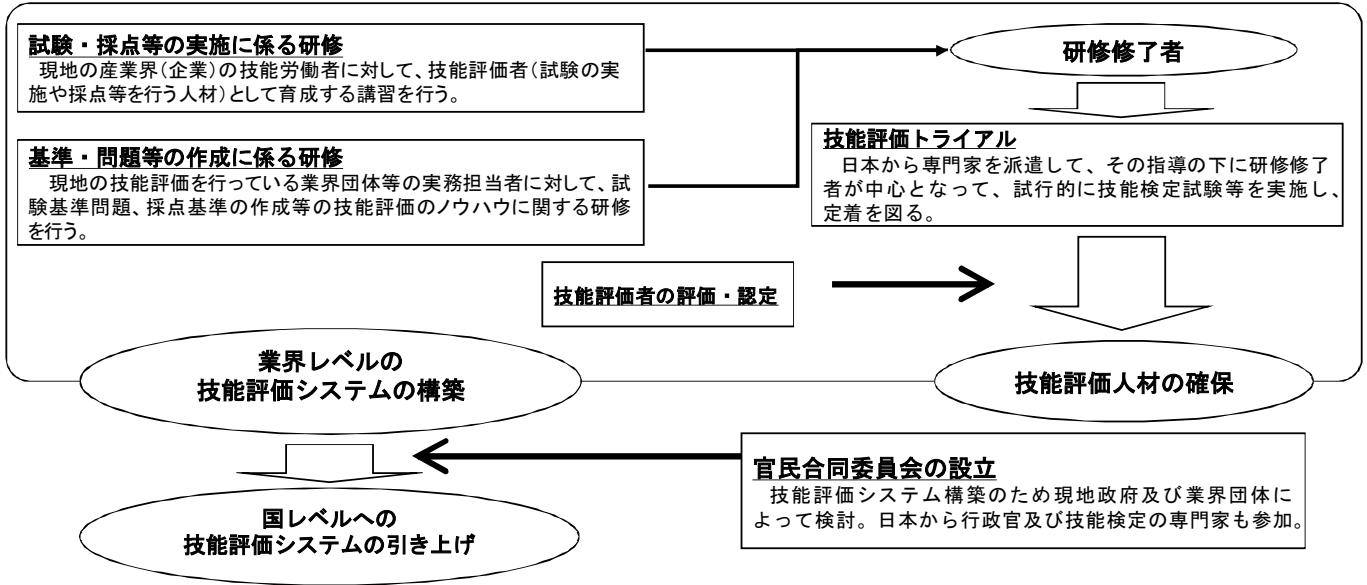 試験・採点等の実施に係る研修
現地の産業界(企業)の技能労働者に対して、技能評価者(試験の実
施や採点等を行う人材)として育成する講習を行う。
研修修了者
基準・問題等の作成に係る研修
現地の技能評価を行っている業界団体等の実務担当者に対して、試
験基準問題、採点基準の作成等の技能評価のノウハウに関する研修
を行う。
技能評価トライアル
日本から専門家を派遣して、その指導の下に研修修了
者が中心となって、試行的に技能検定試験等を実施し、
定着を図る。
技能評価者の評価・認定
業界レベルの
技能評価システムの構築
技能評価人材の確保
官民合同委員会の設立
技能評価システム構築のため現地政府及び業界団体に
よって検討。日本から行政官及び技能検定の専門家も参加。
国レベルへの
技能評価システムの引き上げ